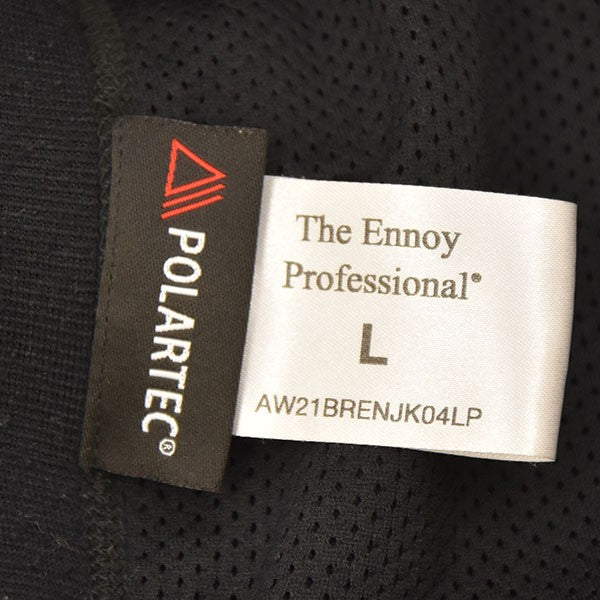 POLARTEC®
The Ennoy
Professional®
L
AW21BRENJK04LP